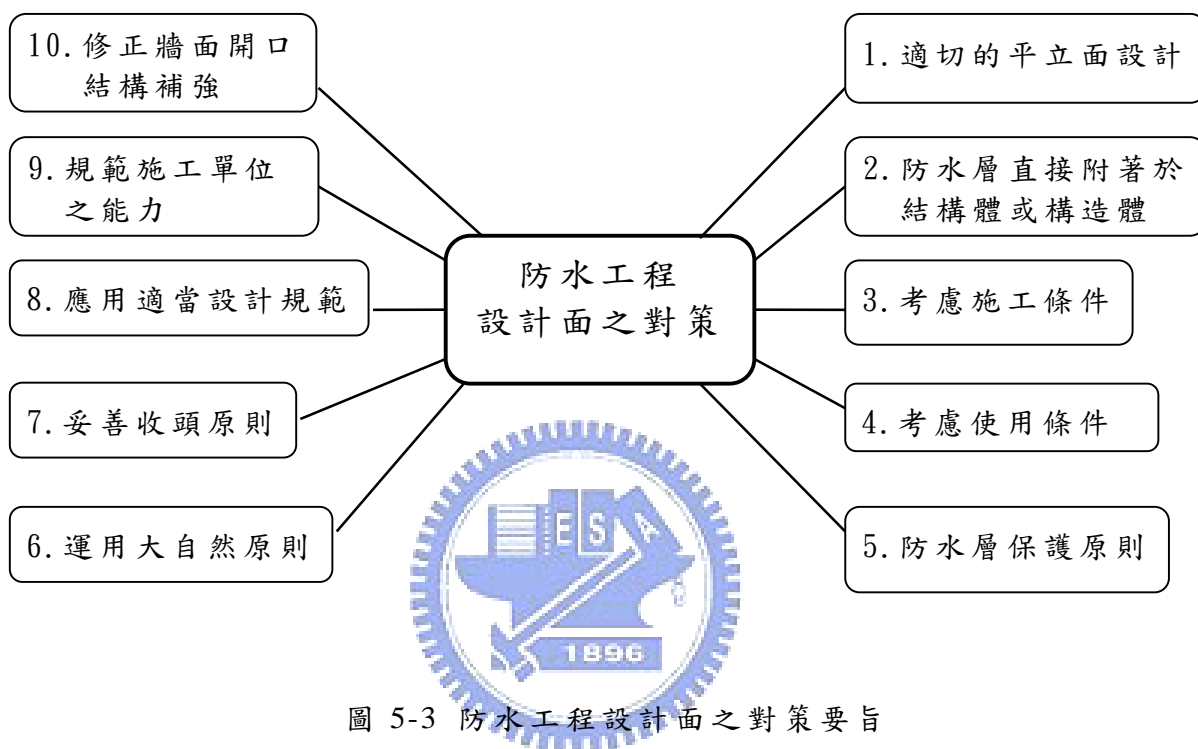 10.修正牆面開口
結構補強
1.適切的平立面設計
9.規範施工單位
之能力
2.防水層直接附著於
結構體或構造體
防水工程
設計面之對策
8.應用適當設計規範
3.考慮施工條件
7.妥善收頭原則
4.考慮使用條件
6.運用大自然原則
5.防水層保護原則
E S A
1896
圖 5-3 防水工程設計面之對策要旨